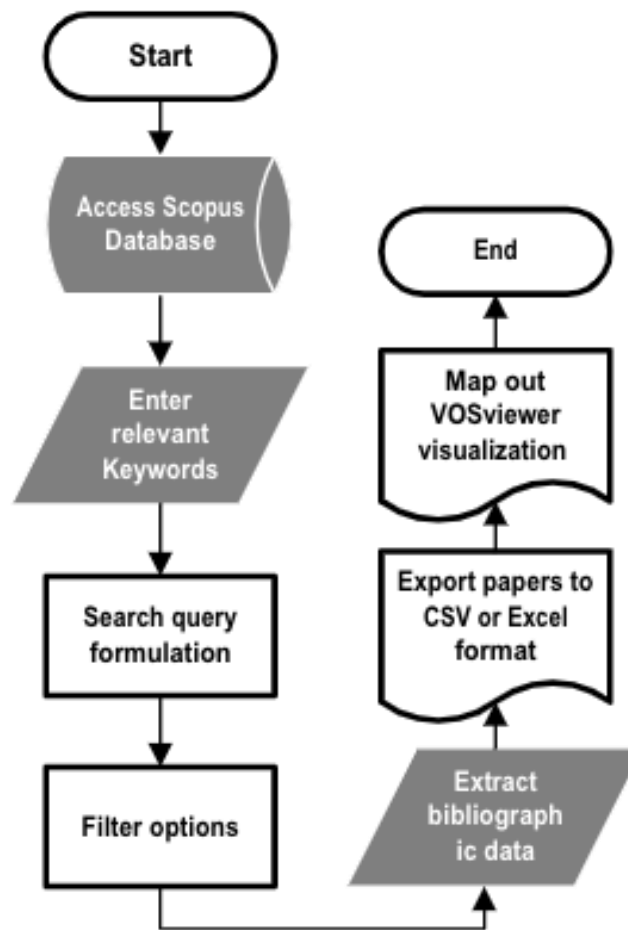 Start
Access Scopus
Database
Enter
relevant
Keywords
Search query
formulation
Filter options
Extract
bibliograph
ic data
Export papers to
CSV or Excel
format
Map out
VOSviewer
visualization
End